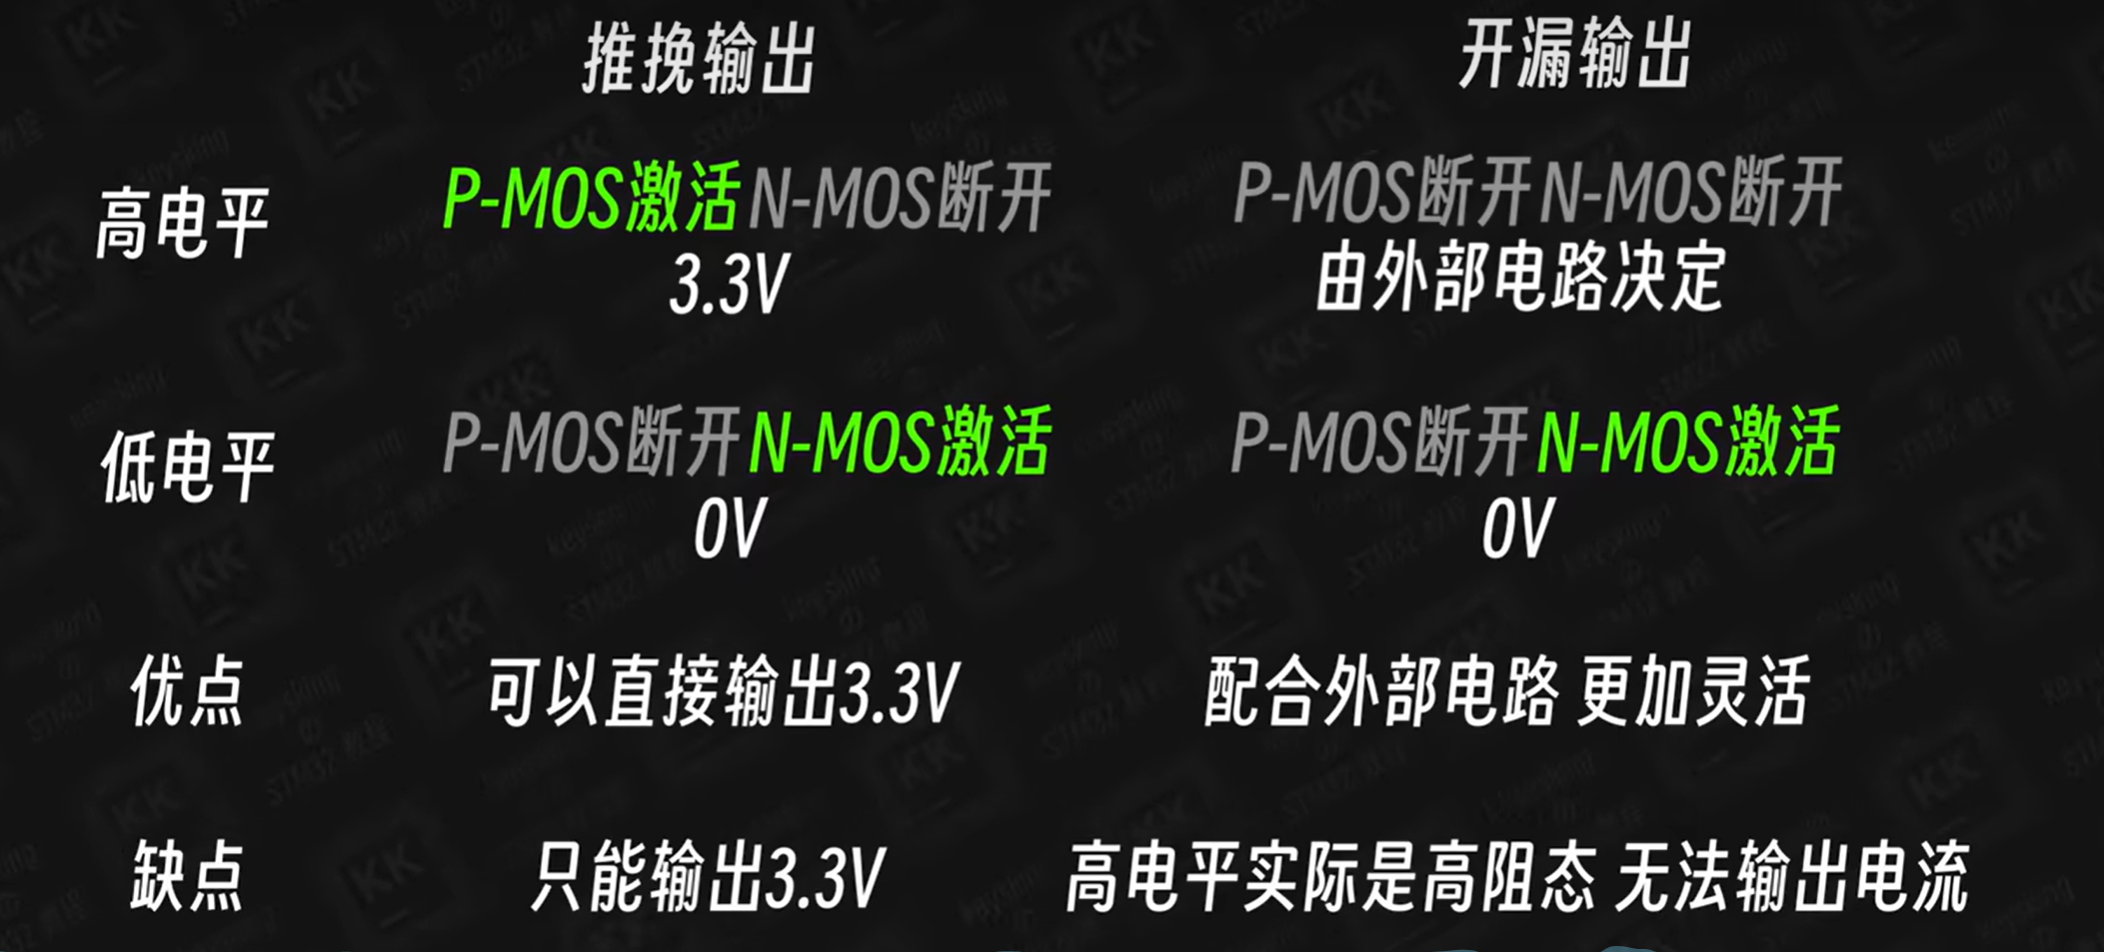 推挽输出 开漏输出
高电平 P-MOS激活 N-MOS断开 P-MOS断开 N-MOS断开
3.3V 由外部电路决定
低电平 P-MOS断开 N-MOS激活 P-MOS断开 N-MOS激活
0V 0V
优点 可以直接输出3.3V 配合外部电路 更加灵活
缺点 只能输出3.3V 高电平实际是高阻态 无法输出电流